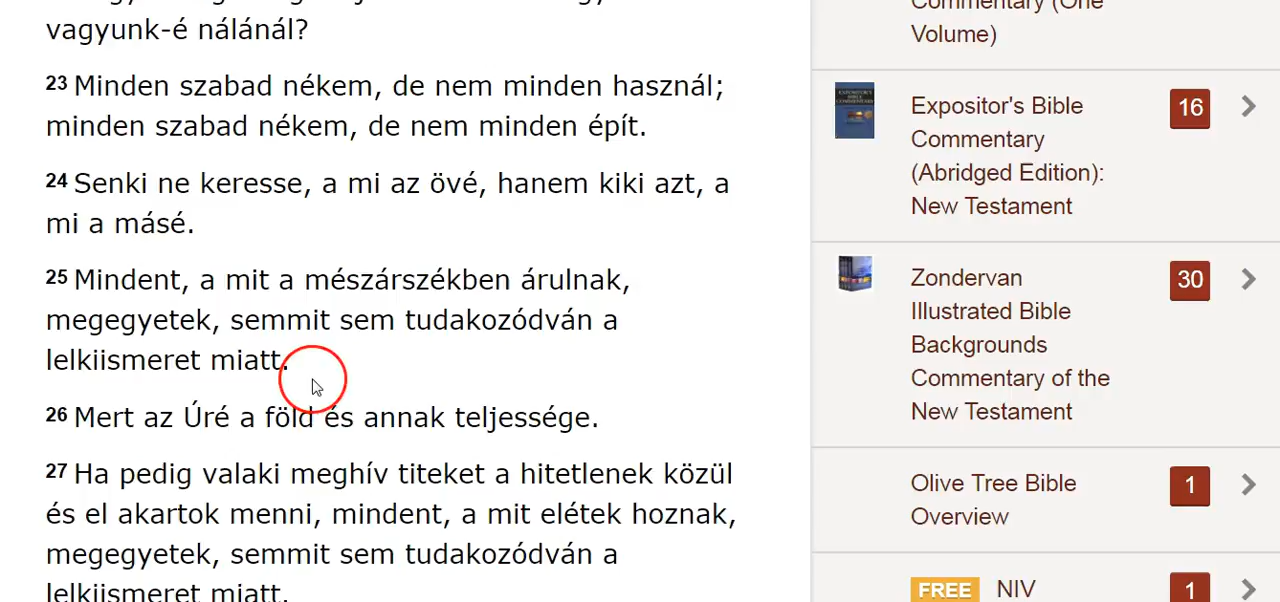 vagyunk-é nálánál?
23 Minden szabad nékem, de nem minden használ;
minden szabad nékem, de nem minden épít.
24 Senki ne keresse, a mi az övé, hanem kiki azt, a
mi a másé.
25 Mindent, a mit a mészárszékben árulnak,
megegyetek, semmit sem tudakozódván a
lelkiismeret miatt.
26 Mert az Úré a föld és annak teljessége.
27 Ha pedig valaki meghív titeket a hitetlenek közül
és el akartok menni, mindent, a mit elétek hoznak,
megegyetek, semmit sem tudakozódván a
lelkiismeret miatt.
Commentary (One
Volume)
Expositor's Bible
Commentary
(Abridged Edition):
New Testament
16
Zondervan
Illustrated Bible
Backgrounds
Commentary of the
New Testament
30
Olive Tree Bible
Overview
1
FREE NIV
1